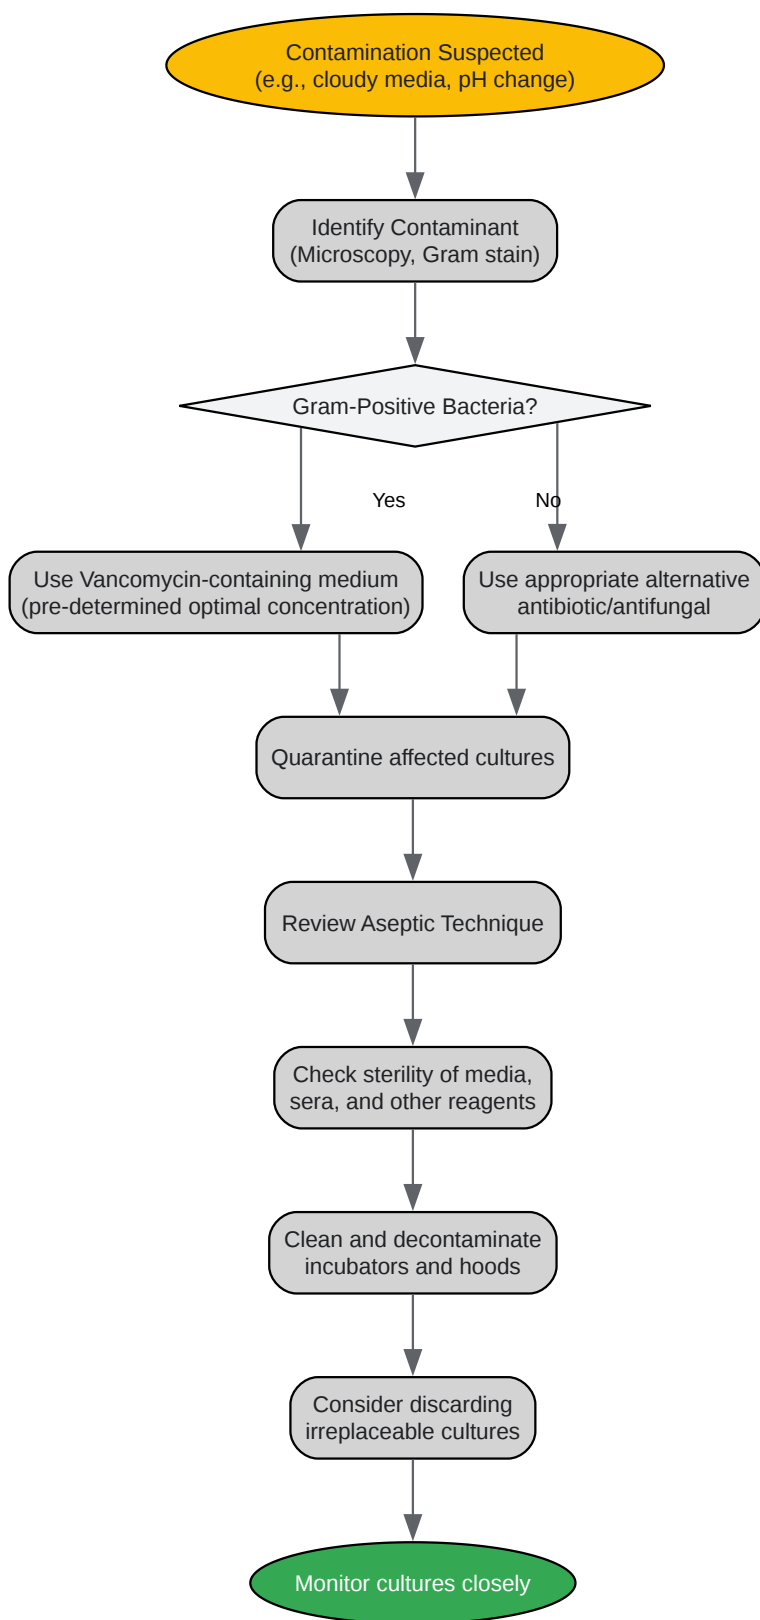 Contamination Suspected
(e.g., cloudy media, pH change)
Identify Contaminant
(Microscopy, Gram stain)
Gram-Positive Bacteria?
Yes
No
Use Vancomycin-containing medium
(pre-determined optimal concentration)
Use appropriate alternative
antibiotic/antifungal
Quarantine affected cultures
Review Aseptic Technique
Check sterility of media,
sera, and other reagents
Clean and decontaminate
incubators and hoods
Consider discarding
irreplaceable cultures
Monitor cultures closely